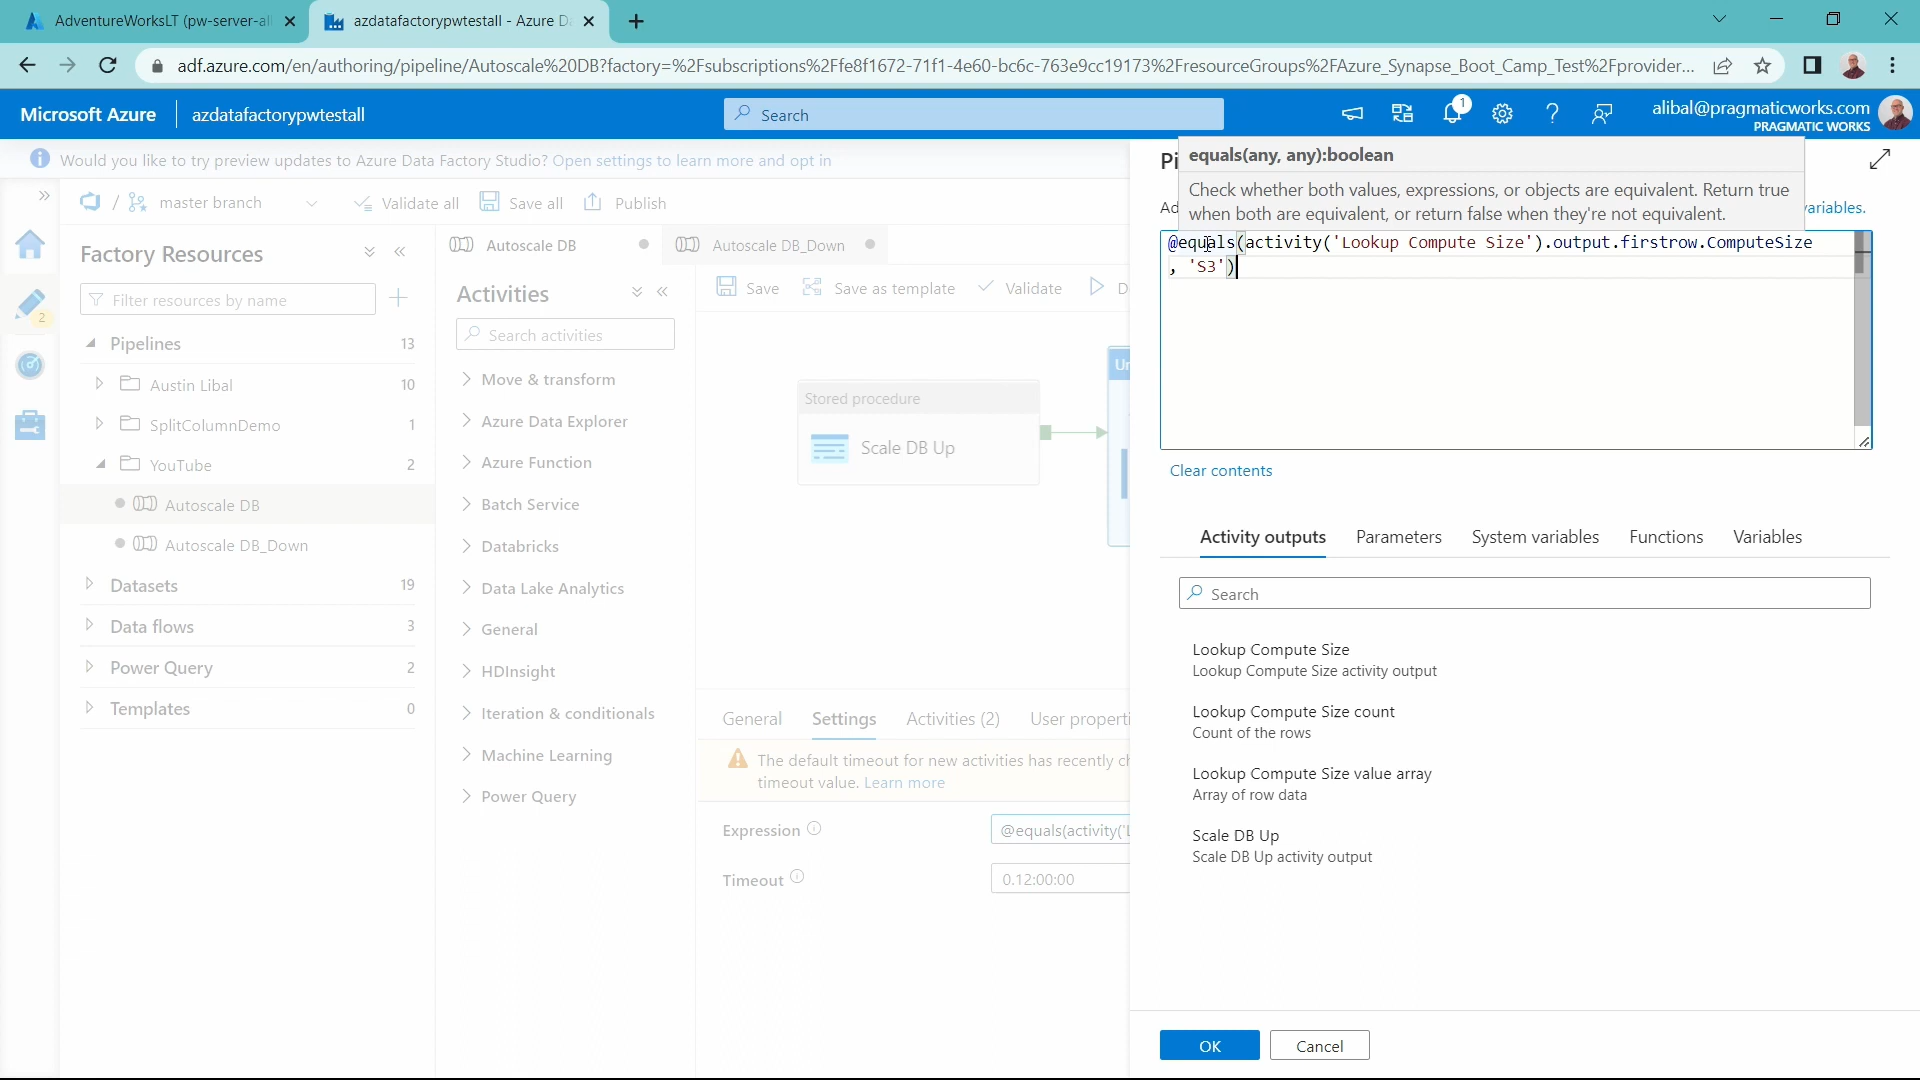 AdventureWorksLT (pw-server-all
azdatafactorypwtestall - Azure Da
adf.azure.com/en/authoring/pipeline/Autoscale%20DB?factory=%2Fsubscriptions%2Ffe8f1672-71f1-4e60-bc6c-763e9cc19173%2FresourceGroups%2FAzure_Synapse_Boot_Camp_Test%2Fprovider...
Microsoft Azure
azdatafactorypwtestall
Search
1
alibal@pragmaticworks.com
PRAGMATIC WORKS
Would you like to try preview updates to Azure Data Factory Studio? Open settings to learn more and opt in
/ master branch
Validate all
Save all
Publish
Factory Resources
Filter resources by name
2
Pipelines 13
Austin Libal 10
SplitColumnDemo 1
YouTube 2
Autoscale DB
Autoscale DB_Down
Datasets 19
Data flows 3
Power Query 2
Templates 0
Autoscale DB
Autoscale DB_Down
Activities
Search activities
Move & transform
Azure Data Explorer
Azure Function
Batch Service
Databricks
Data Lake Analytics
General
HDInsight
Iteration & conditionals
Machine Learning
Power Query
Save
Save as template
Validate
D
Stored procedure
Scale DB Up
Un
General
Settings
Activities (2)
User properti
The default timeout for new activities has recently ch
timeout value. Learn more
Expression
@equals(activity('L
Timeout
0.12:00:00
Pi
equals(any, any):boolean
Check whether both values, expressions, or objects are equivalent. Return true
when both are equivalent, or return false when they're not equivalent.
Ad
variables.
@equals(activity('Lookup Compute Size').output.firstrow.ComputeSize
, 'S3')
Clear contents
Activity outputs
Parameters
System variables
Functions
Variables
Search
Lookup Compute Size
Lookup Compute Size activity output
Lookup Compute Size count
Count of the rows
Lookup Compute Size value array
Array of row data
Scale DB Up
Scale DB Up activity output
OK
Cancel